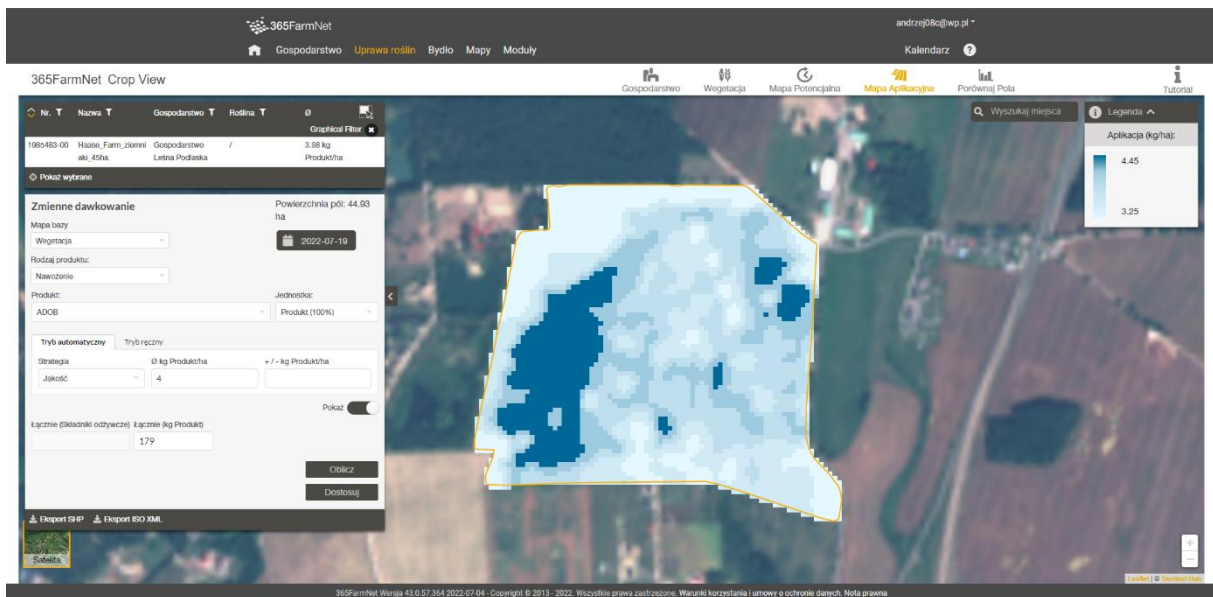 365FarmNet
andrzej08c@wp.pl
Gospodarstwo Uprawa roślin Bydło Mapy Moduły
Kalendarz ?
365FarmNet Crop View
Gospodarstwo Wegetacja Mapa Potencjalna Mapa Aplikacyjna Porównaj Pola
Tutorial
Nr. Nazwa Gospodarstwo Roślina Ø
Graphical Filter
1985483-00 Haase_Farm_ziemni Gospodarstwo / 3.98 kg
aki_45ha Leśna Podlaska Produkt/ha
Pokaż wybrane
Zmienne dawkowanie
Powierzchnia pól: 44.93
ha
Mapa bazy
Wegetacja
2022-07-19
Rodzaj produktu:
Nawożenie
Produkt: Jednostka:
ADOB Produkt (100%)
Tryb automatyczny Tryb ręczny
Strategia Ø kg Produkt/ha + / - kg Produkt/ha
Jakość 4
Pokaż
Łącznie (Składniki odżywcze) Łącznie (kg Produkt)
179
Oblicz
Dostosuj
Eksport SHP Eksport ISO XML
Satelita
Wyszukaj miejsca
Legenda
Aplikacja (kg/ha):
4.45
3.25
+
−
Leaflet | © Sentinel Hub
365FarmNet Wersja 43.0.57.364 2022-07-04 - Copyright © 2013 - 2022. Wszystkie prawa zastrzeżone. Warunki korzystania i umowy o ochronie danych. Nota prawna